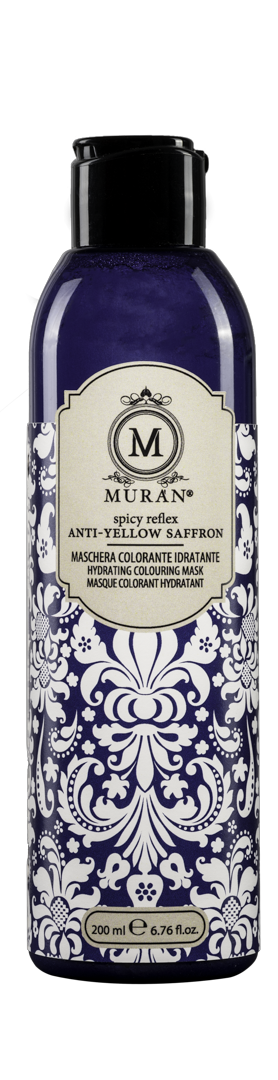 M
MURÁN®
spicy reflex
ANTI-YELLOW SAFFRON
MASCHERA COLORANTE IDRATANTE
HYDRATING COLOURING MASK
MASQUE COLORANT HYDRATANT
200 ml ℮ 6.76 fl.oz.